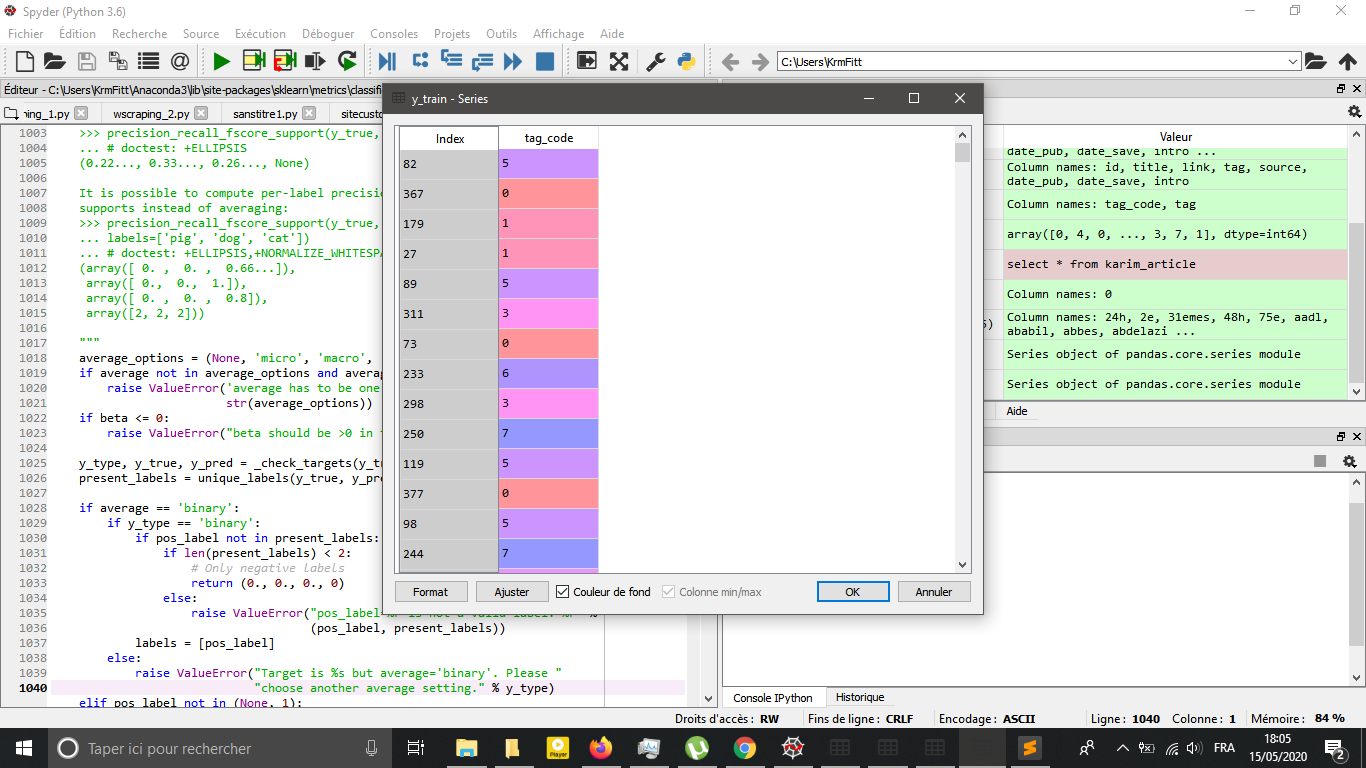 Spyder (Python 3.6)
Fichier Édition Recherche Source Exécution Déboguer Consoles Projets Outils Affichage Aide
C:\Users\KrmFitt
Éditeur - C:\Users\KrmFitt\Anaconda3\lib\site-packages\sklearn\metrics\classifi
ping_1.py wscraping_2.py sanstitre1.py sitecusto
1003 >>> precision_recall_fscore_support(y_true,
1004 ... # doctest: +ELLIPSIS
1005 (0.22..., 0.33..., 0.26..., None)
1006
1007 It is possible to compute per-label precisio
1008 supports instead of averaging:
1009 >>> precision_recall_fscore_support(y_true,
1010 ... labels=['pig', 'dog', 'cat'])
1011 ... # doctest: +ELLIPSIS,+NORMALIZE_WHITESPA
1012 (array([ 0. , 0. , 0.66...]),
1013 array([ 0., 0., 1.]),
1014 array([ 0. , 0. , 0.8]),
1015 array([2, 2, 2]))
1016
1017 """
1018 average_options = (None, 'micro', 'macro',
1019 if average not in average_options and avera
1020 raise ValueError('average has to be one
1021 str(average_options))
1022 if beta <= 0:
1023 raise ValueError("beta should be >0 in
1024
1025 y_type, y_true, y_pred = _check_targets(y_tr
1026 present_labels = unique_labels(y_true, y_pre
1027
1028 if average == 'binary':
1029 if y_type == 'binary':
1030 if pos_label not in present_labels:
1031 if len(present_labels) < 2:
1032 # Only negative labels
1033 return (0., 0., 0., 0)
1034 else:
1035 raise ValueError("pos_label=%r is not a valid label: %r" %
1036 (pos_label, present_labels))
1037 labels = [pos_label]
1038 else:
1039 raise ValueError("Target is %s but average='binary'. Please "
1040 "choose another average setting." % y_type)
elif pos_label not in (None, 1):
y_train - Series
Index tag_code
82 5
367 0
179 1
27 1
89 5
311 3
73 0
233 6
298 3
250 7
119 5
377 0
98 5
244 7
Format Ajuster Couleur de fond Colonne min/max OK Annuler
Valeur
date_pub, date_save, intro ...
Column names: id, title, link, tag, source,
date_pub, date_save, intro
Column names: tag_code, tag
array([0, 4, 0, ..., 3, 7, 1], dtype=int64)
select * from karim_article
Column names: 0
5) Column names: 24h, 2e, 31emes, 48h, 75e, aadl,
ababil, abbes, abdelazi ...
Series object of pandas.core.series module
Series object of pandas.core.series module
Aide
Console IPython Historique
Droits d'accès : RW Fins de ligne : CRLF Encodage : ASCII Ligne : 1040 Colonne : 1 Mémoire : 84 %
Taper ici pour rechercher
Player
FRA
18:05
15/05/2020
2